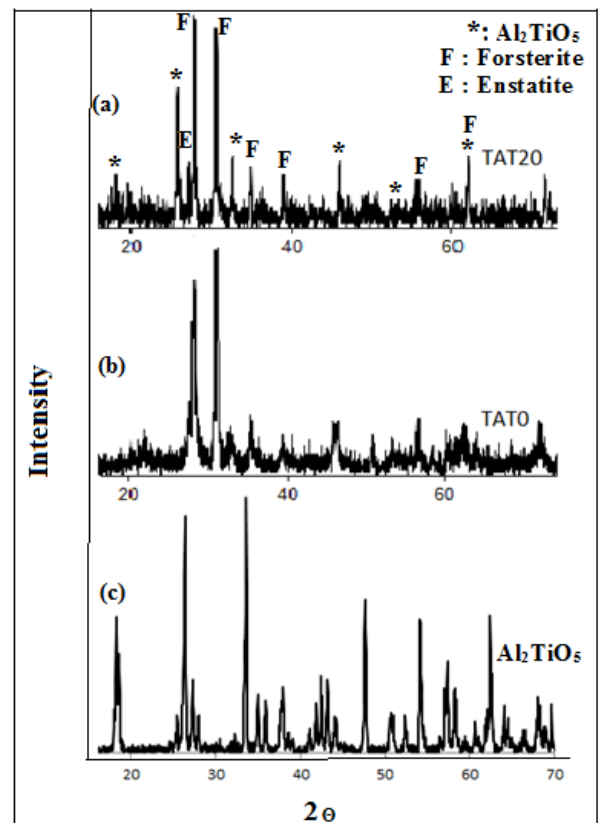 *: Al₂TiO₅
F : Forsterite
E : Enstatite
(a)
F
F
*
E
*
*
F
F
*
*
F
F
*
TAT20
20 40 60
Intensity
(b)
TAT0
20 40 60
(c)
Al₂TiO₅
20 30 40 50 60 70
2Θ